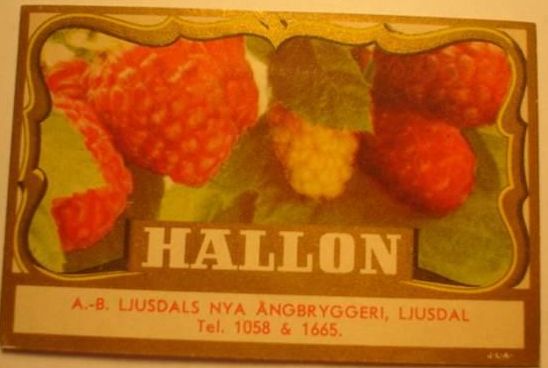 HALLON
A.-B. LJUSDALS NYA ÅNGBRYGGERI, LJUSDAL
Tel. 1058 & 1665.